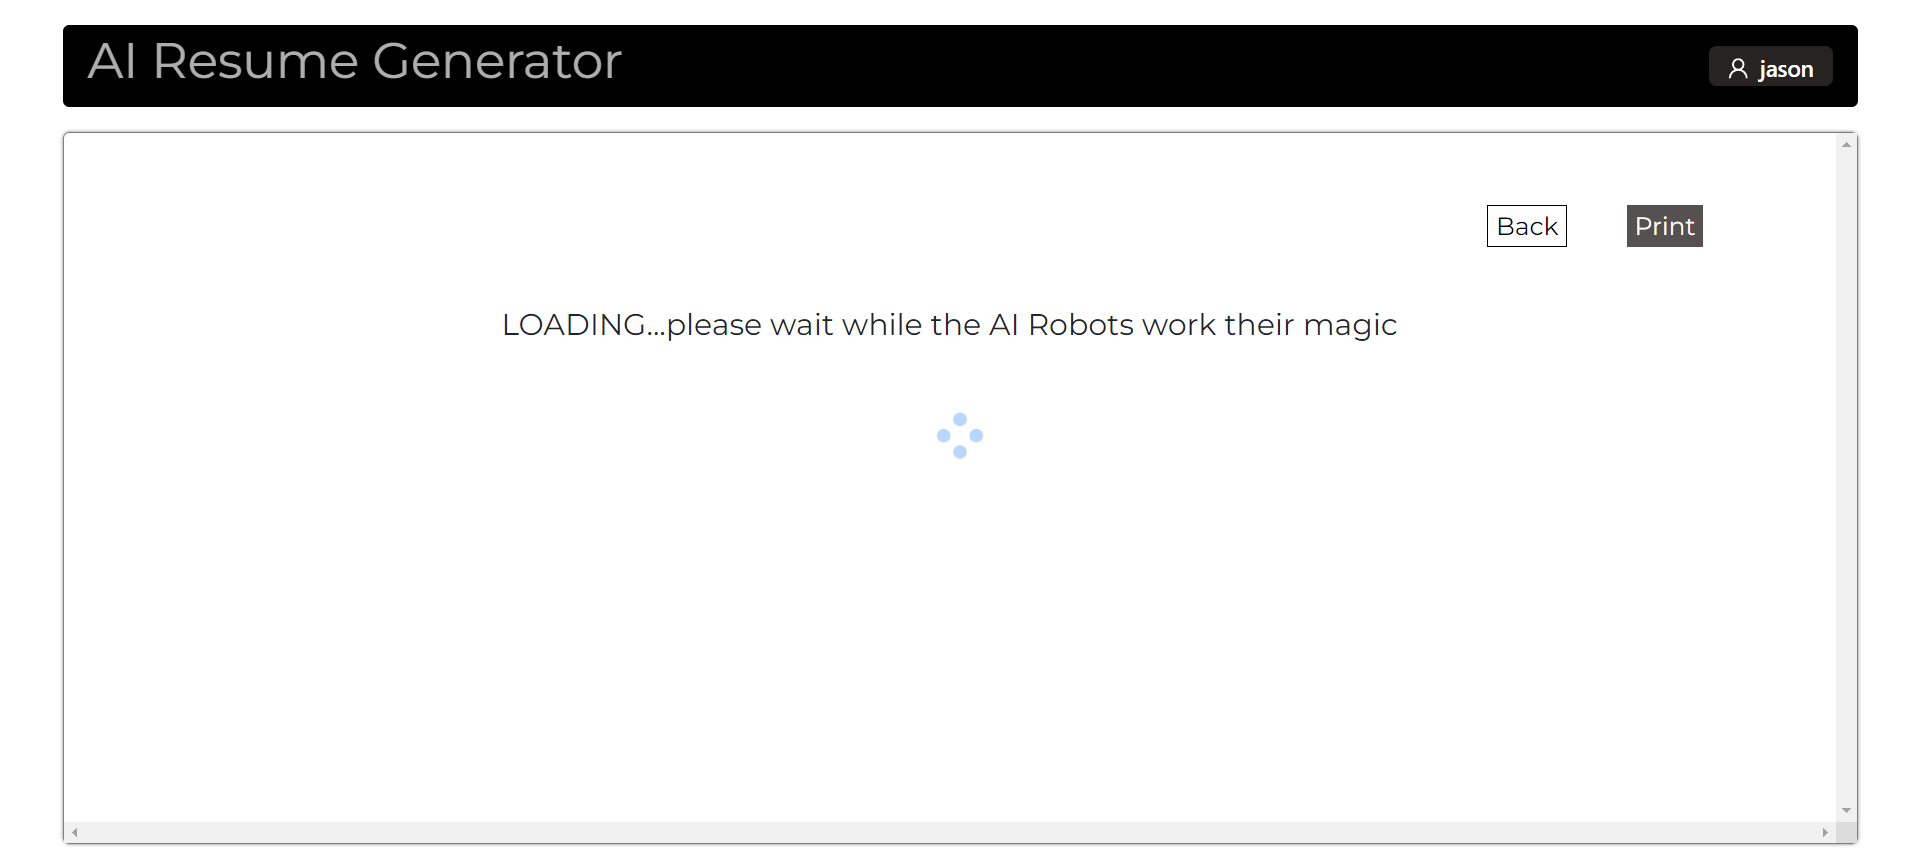 AI Resume Generator
jason
Back
Print
LOADING...please wait while the AI Robots work their magic